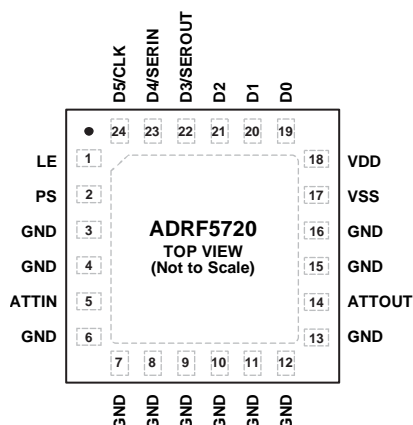 D5/CLK
D4/SERIN
D3/SEROUT
D2
D1
D0
24
23
22
21
20
19
LE 1
18 VDD
PS 2
17 VSS
GND 3
ADRF5720
16 GND
TOP VIEW
GND 4
(Not to Scale)
15 GND
ATTIN 5
14 ATTOUT
GND 6
13 GND
7
8
9
10
11
12
GND
GND
GND
GND
GND
GND